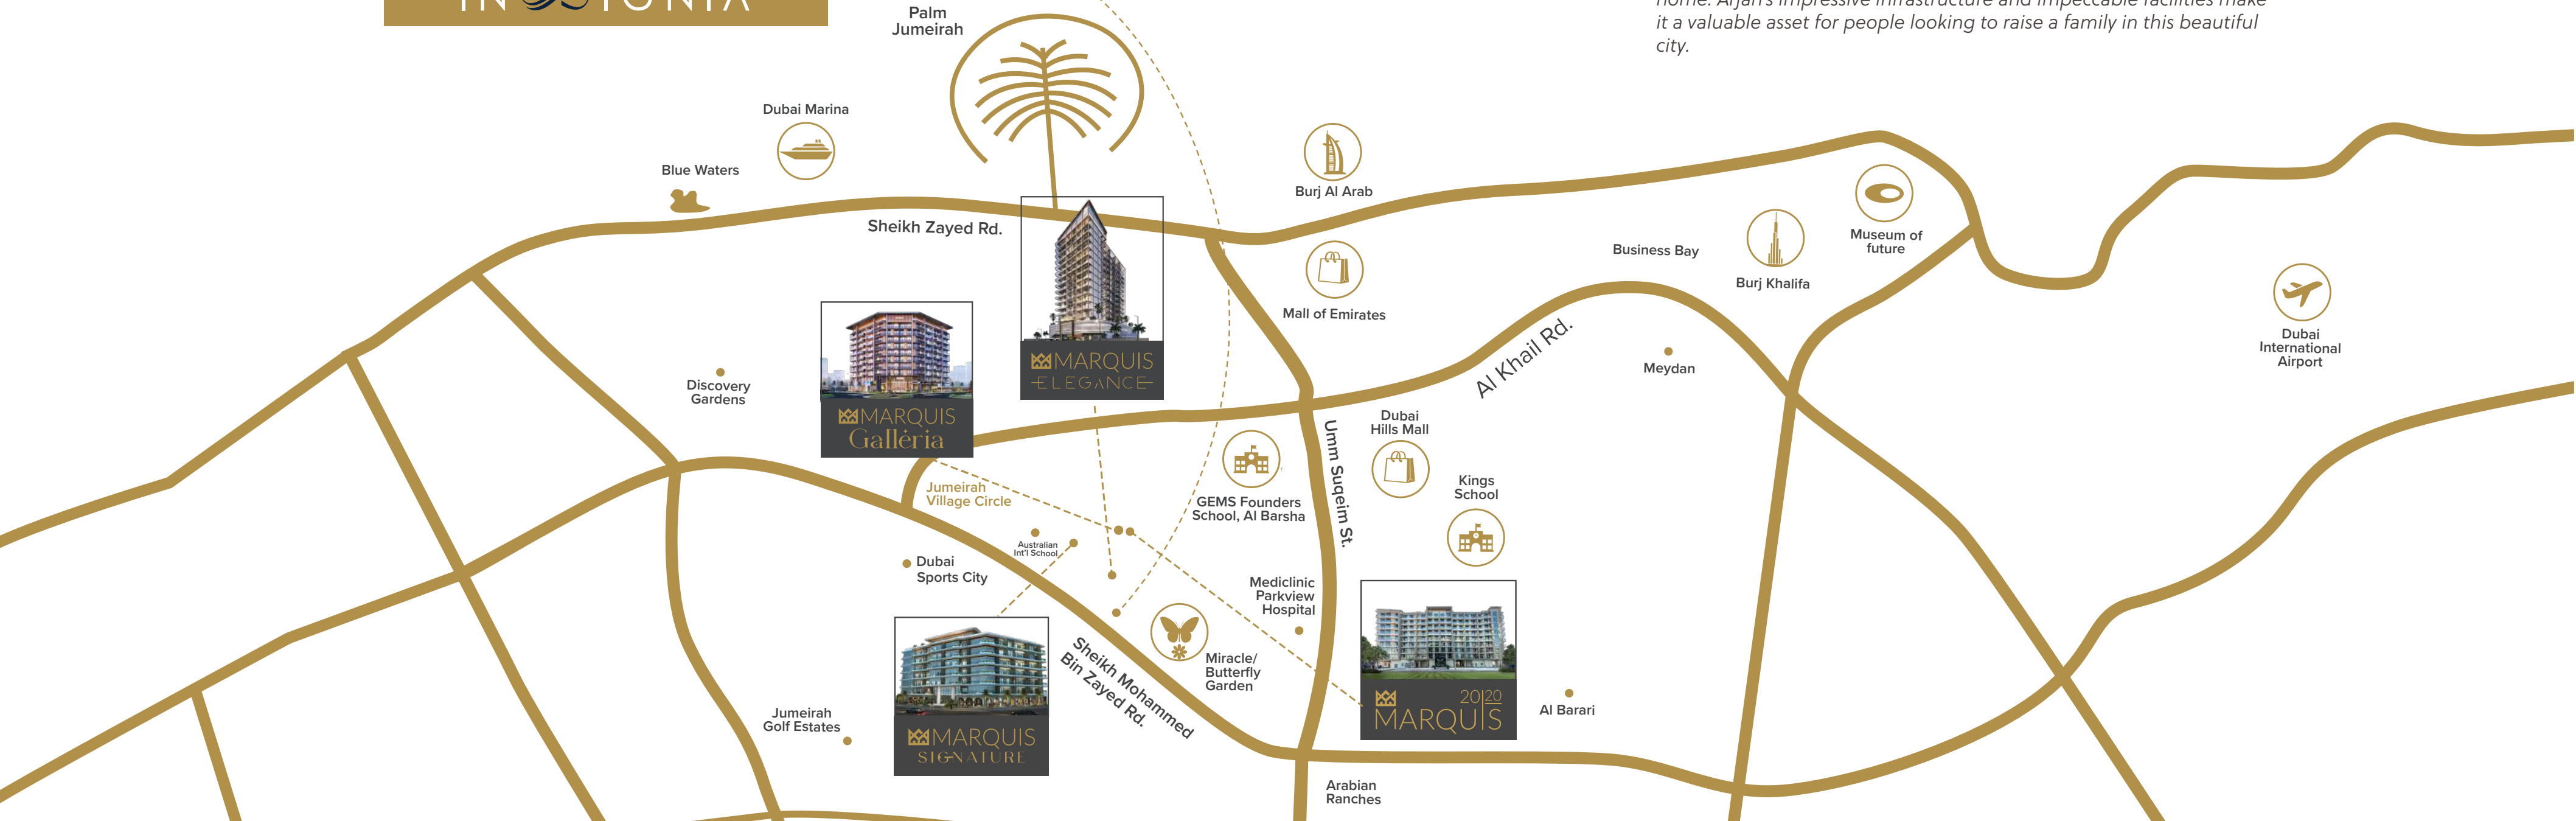 home. Arjan's impressive infrastructure and impeccable facilities make
it a valuable asset for people looking to raise a family in this beautiful
city.
Palm
Jumeirah
Dubai Marina
Blue Waters
Sheikh Zayed Rd.
Burj Al Arab
Mall of Emirates
Business Bay
Burj Khalifa
Museum of
future
Dubai
International
Airport
Al Khail Rd.
Meydan
Discovery
Gardens
MARQUIS
ELEGANCE
MARQUIS
Gallèria
Dubai
Hills Mall
Umm Suqeim St.
Kings
School
GEMS Founders
School, Al Barsha
Jumeirah
Village Circle
Australian
Int'l School
Dubai
Sports City
Mediclinic
Parkview
Hospital
Miracle/
Butterfly
Garden
Sheikh Mohammed
Bin Zayed Rd.
MARQUIS
SIGNATURE
20|20
MARQUIS
Al Barari
Jumeirah
Golf Estates
Arabian
Ranches